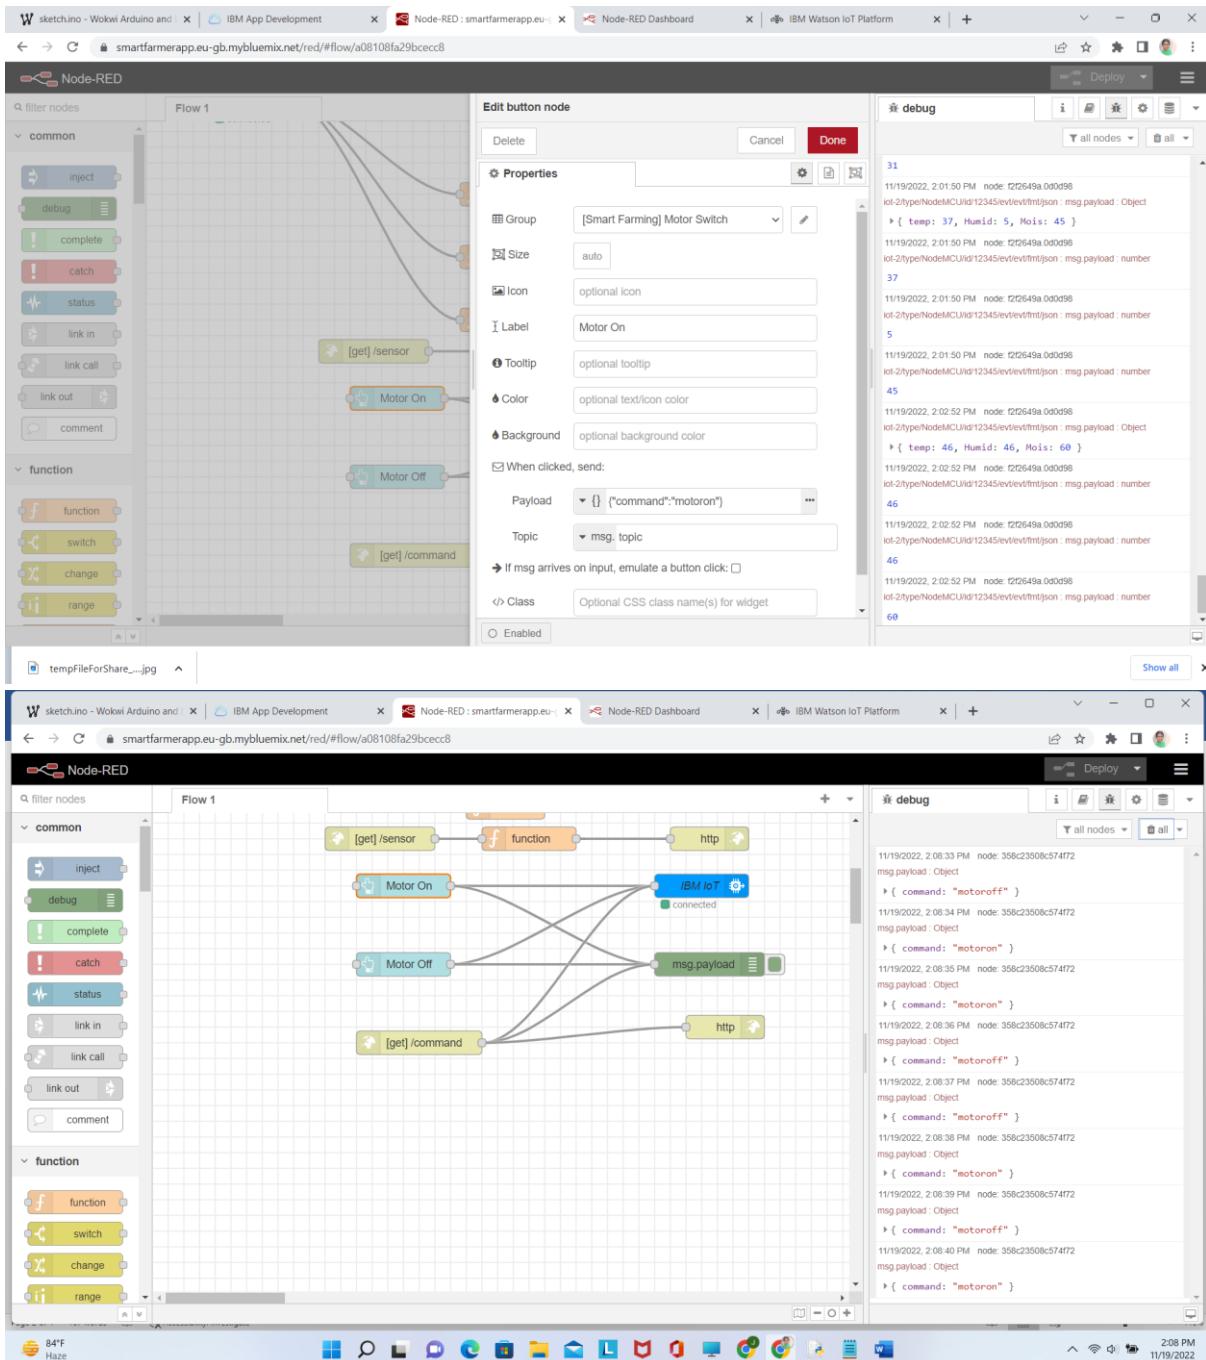 sketch.ino - Wokwi Arduino and
IBM App Development
Node-RED : smartfarmerapp.eu-
Node-RED Dashboard
IBM Watson IoT Platform
smartfarmerapp.eu-gb.mybluemix.net/red/#flow/a08108fa29bcecc8
Node-RED
Deploy
filter nodes
Flow 1
Edit button node
debug
common
Delete
Cancel
Done
all nodes
all
inject
Properties
31
debug
11/19/2022, 2:01:50 PM node: f2f2649a.0d0d98
iot-2/type/NodeMCU/id/12345/evt/evt/fmt/json : msg.payload : Object
{ temp: 37, Humid: 5, Mois: 45 }
Group
[Smart Farming] Motor Switch
complete
11/19/2022, 2:01:50 PM node: f2f2649a.0d0d98
iot-2/type/NodeMCU/id/12345/evt/evt/fmt/json : msg.payload : number
37
Size
auto
catch
Icon
optional icon
status
11/19/2022, 2:01:50 PM node: f2f2649a.0d0d98
iot-2/type/NodeMCU/id/12345/evt/evt/fmt/json : msg.payload : number
5
Label
Motor On
link in
[get] /sensor
11/19/2022, 2:01:50 PM node: f2f2649a.0d0d98
iot-2/type/NodeMCU/id/12345/evt/evt/fmt/json : msg.payload : number
45
Tooltip
optional tooltip
link call
Motor On
Color
optional text/icon color
link out
11/19/2022, 2:02:52 PM node: f2f2649a.0d0d98
iot-2/type/NodeMCU/id/12345/evt/evt/fmt/json : msg.payload : Object
{ temp: 46, Humid: 46, Mois: 60 }
Background
optional background color
comment
When clicked, send:
function
Motor Off
11/19/2022, 2:02:52 PM node: f2f2649a.0d0d98
iot-2/type/NodeMCU/id/12345/evt/evt/fmt/json : msg.payload : number
46
Payload
{} {"command":"motoron"}
function
11/19/2022, 2:02:52 PM node: f2f2649a.0d0d98
iot-2/type/NodeMCU/id/12345/evt/evt/fmt/json : msg.payload : number
46
Topic
msg. topic
switch
[get] /command
If msg arrives on input, emulate a button click:
change
11/19/2022, 2:02:52 PM node: f2f2649a.0d0d98
iot-2/type/NodeMCU/id/12345/evt/evt/fmt/json : msg.payload : number
60
</> Class
Optional CSS class name(s) for widget
range
Enabled
tempFileForShare_....jpg
Show all
sketch.ino - Wokwi Arduino and
IBM App Development
Node-RED : smartfarmerapp.eu-
Node-RED Dashboard
IBM Watson IoT Platform
smartfarmerapp.eu-gb.mybluemix.net/red/#flow/a08108fa29bcecc8
Node-RED
Deploy
filter nodes
Flow 1
debug
common
all nodes
all
[get] /sensor
function
http
inject
11/19/2022, 2:08:33 PM node: 358c23508c574f72
msg.payload : Object
{ command: "motoroff" }
Motor On
IBM IoT
connected
debug
11/19/2022, 2:08:34 PM node: 358c23508c574f72
msg.payload : Object
{ command: "motoron" }
complete
catch
Motor Off
msg.payload
11/19/2022, 2:08:35 PM node: 358c23508c574f72
msg.payload : Object
{ command: "motoron" }
status
link in
[get] /command
http
11/19/2022, 2:08:36 PM node: 358c23508c574f72
msg.payload : Object
{ command: "motoroff" }
link call
link out
11/19/2022, 2:08:37 PM node: 358c23508c574f72
msg.payload : Object
{ command: "motoroff" }
comment
11/19/2022, 2:08:38 PM node: 358c23508c574f72
msg.payload : Object
{ command: "motoron" }
function
function
11/19/2022, 2:08:39 PM node: 358c23508c574f72
msg.payload : Object
{ command: "motoroff" }
switch
change
11/19/2022, 2:08:40 PM node: 358c23508c574f72
msg.payload : Object
{ command: "motoron" }
range
84°F
Haze
2:08 PM
11/19/2022